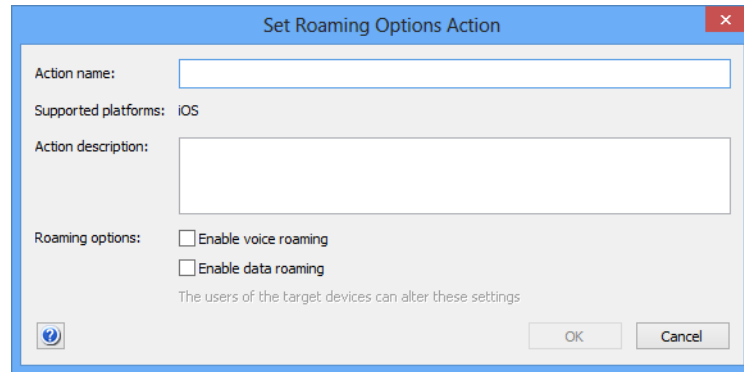 Set Roaming Options Action
Action name:
Supported platforms: iOS
Action description:
Roaming options: Enable voice roaming
Enable data roaming
The users of the target devices can alter these settings
OK Cancel